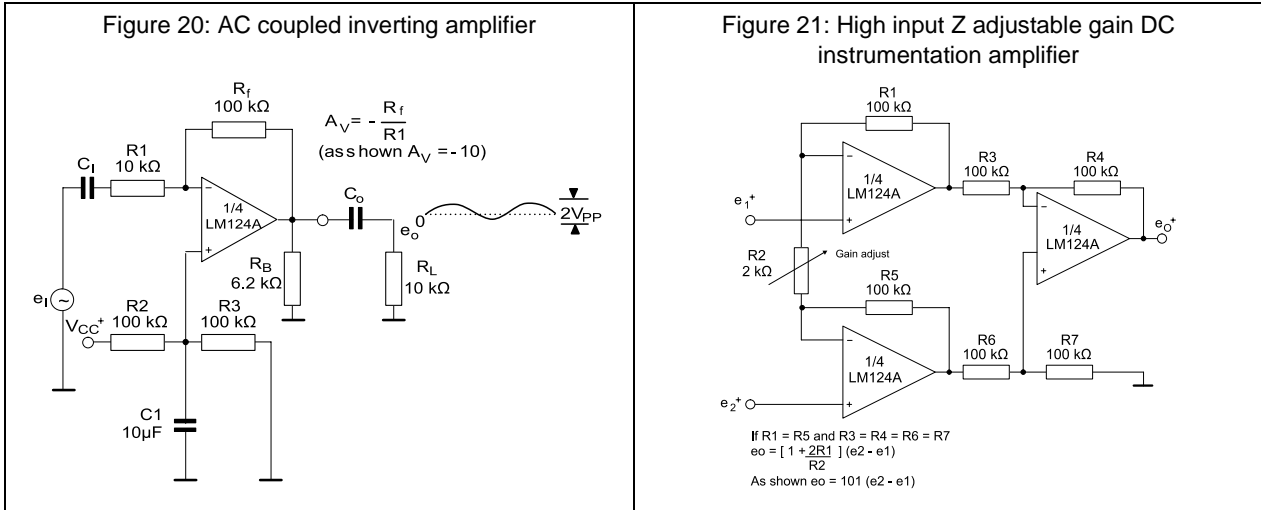 Figure 20: AC coupled inverting amplifier
Rf
100 kΩ
AV = - Rf
R1
(as shown AV = -10)
CI
R1
10 kΩ
1/4
LM124A
Co
eo
0
2VPP
RB
6.2 kΩ
RL
10 kΩ
eI
VCC+
R2
100 kΩ
R3
100 kΩ
C1
10µF
Figure 21: High input Z adjustable gain DC
instrumentation amplifier
R1
100 kΩ
1/4
LM124A
R3
100 kΩ
R4
100 kΩ
e1+
1/4
LM124A
eO+
R2
2 kΩ
Gain adjust
R5
100 kΩ
1/4
LM124A
R6
100 kΩ
R7
100 kΩ
e2+
If R1 = R5 and R3 = R4 = R6 = R7
eo = [ 1 + 2R1 ] (e2 - e1)
R2
As shown eo = 101 (e2 - e1)